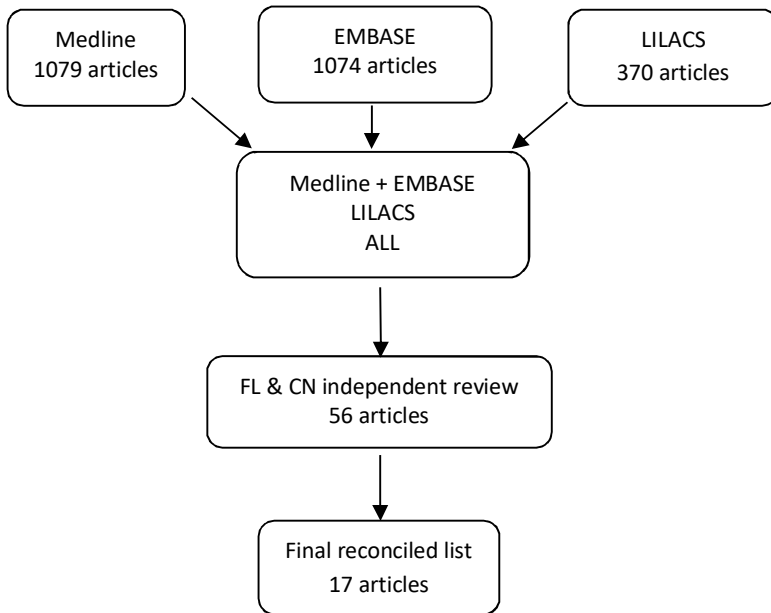 Medline
1079 articles
EMBASE
1074 articles
LILACS
370 articles
Medline + EMBASE
LILACS
ALL
FL & CN independent review
56 articles
Final reconciled list
17 articles